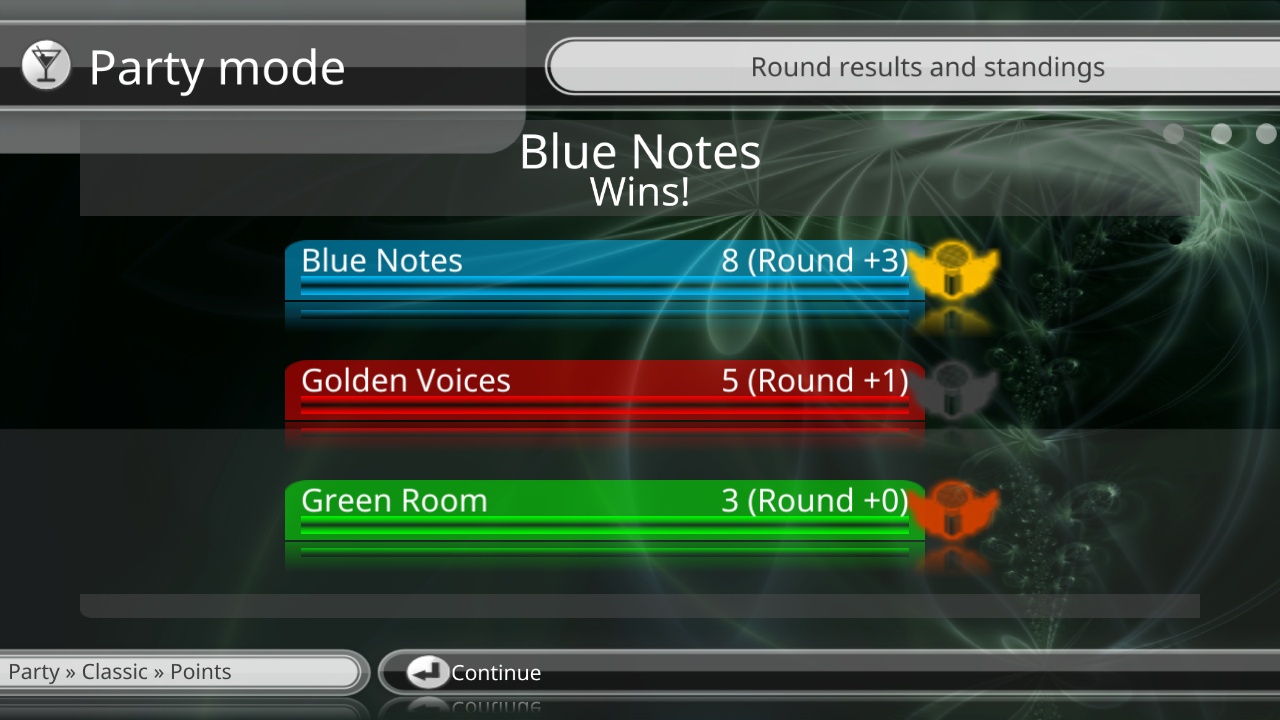 Party mode
Round results and standings
Blue Notes
Wins!
Blue Notes 8 (Round +3)
Golden Voices 5 (Round +1)
Green Room 3 (Round +0)
Party » Classic » Points
Continue